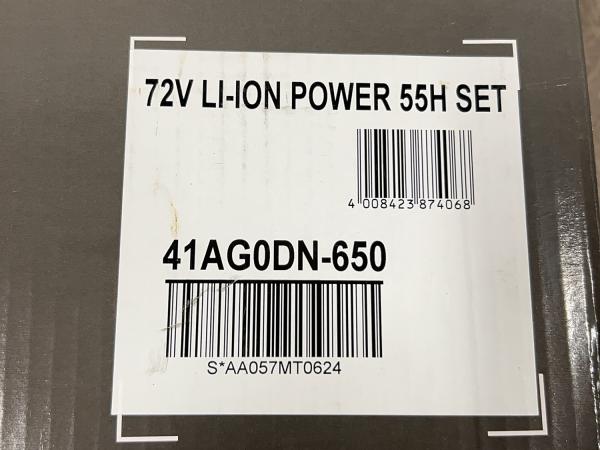 72V LI-ION POWER 55H SET
4 008423 874068
41AG0DN-650
S*AA057MT0624